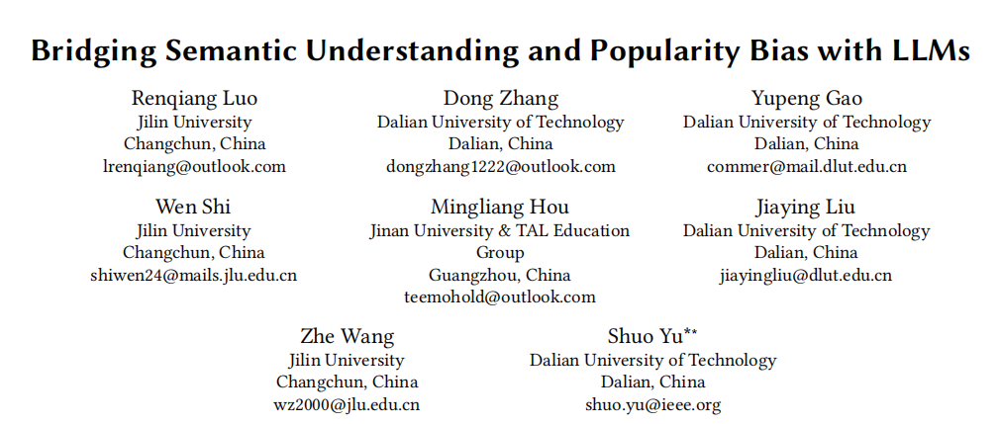 Bridging Semantic Understanding and Popularity Bias with LLMs
Renqiang Luo
Jilin University
Changchun, China
lrenqiang@outlook.com
Dong Zhang
Dalian University of Technology
Dalian, China
dongzhang1222@outlook.com
Yupeng Gao
Dalian University of Technology
Dalian, China
commer@mail.dlut.edu.cn
Wen Shi
Jilin University
Changchun, China
shiwen24@mails.jlu.edu.cn
Mingliang Hou
Jinan University & TAL Education
Group
Guangzhou, China
teemohold@outlook.com
Jiaying Liu
Dalian University of Technology
Dalian, China
jiayingliu@dlut.edu.cn
Zhe Wang
Jilin University
Changchun, China
wz2000@jlu.edu.cn
Shuo Yu**
Dalian University of Technology
Dalian, China
shuo.yu@ieee.org